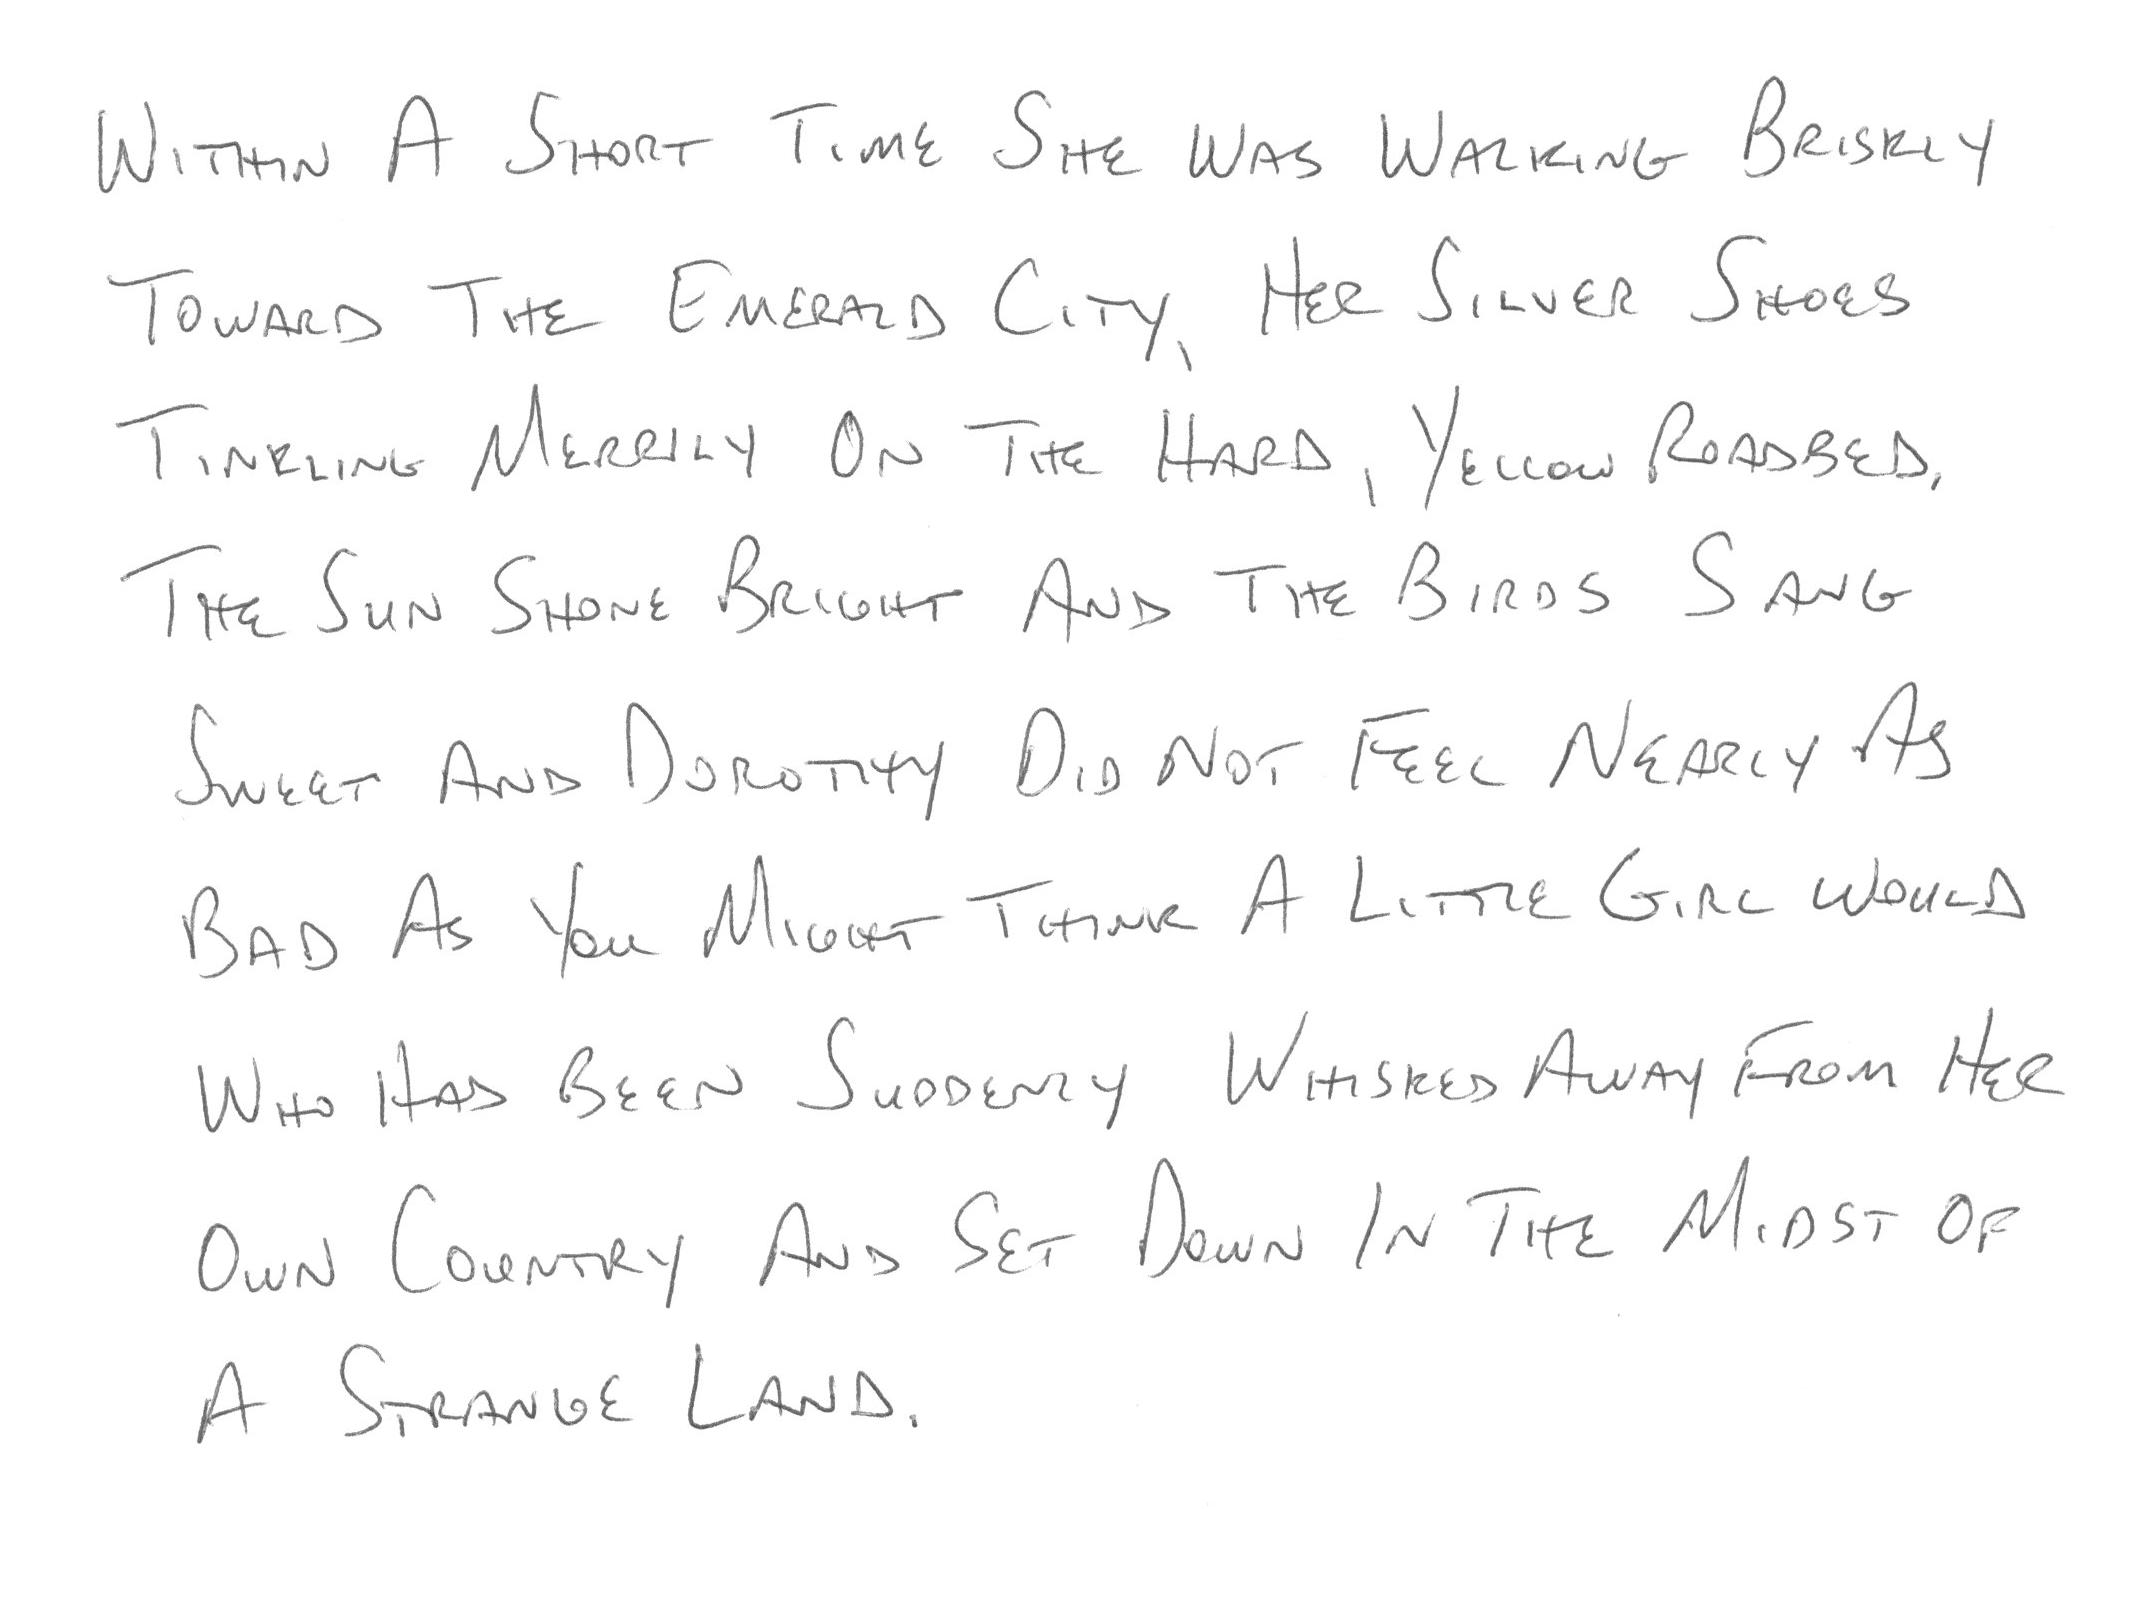 Within A Short Time She Was Walking Briskly
Toward The Emerald City, Her Silver Shoes
Tinkling Merrily On The Hard, Yellow Roadbed.
The Sun Shone Bright And The Birds Sang
Sweet And Dorothy Did Not Feel Nearly As
Bad As You Might Think A Little Girl Would
Who Had Been Suddenly Whisked Away From Her
Own Country And Set Down In The Midst Of
A Strange Land.